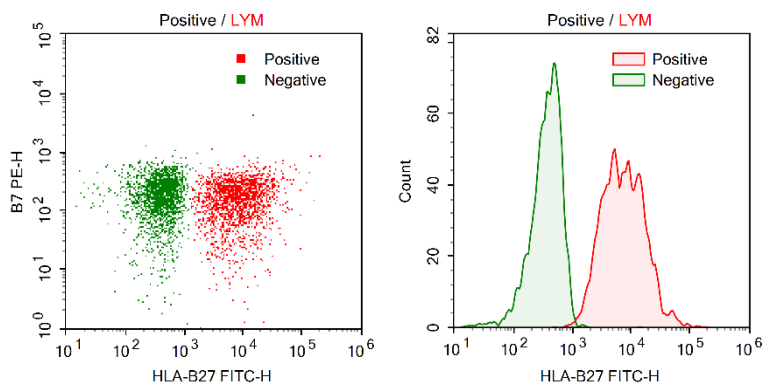 Positive / LYM
10^5
10^4
10^3
10^2
10^1
10^0
B7 PE-H
Positive
Negative
10^1 10^2 10^3 10^4 10^5 10^6
HLA-B27 FITC-H
Positive / LYM
82
60
40
20
0
Count
Positive
Negative
10^1 10^2 10^3 10^4 10^5 10^6
HLA-B27 FITC-H